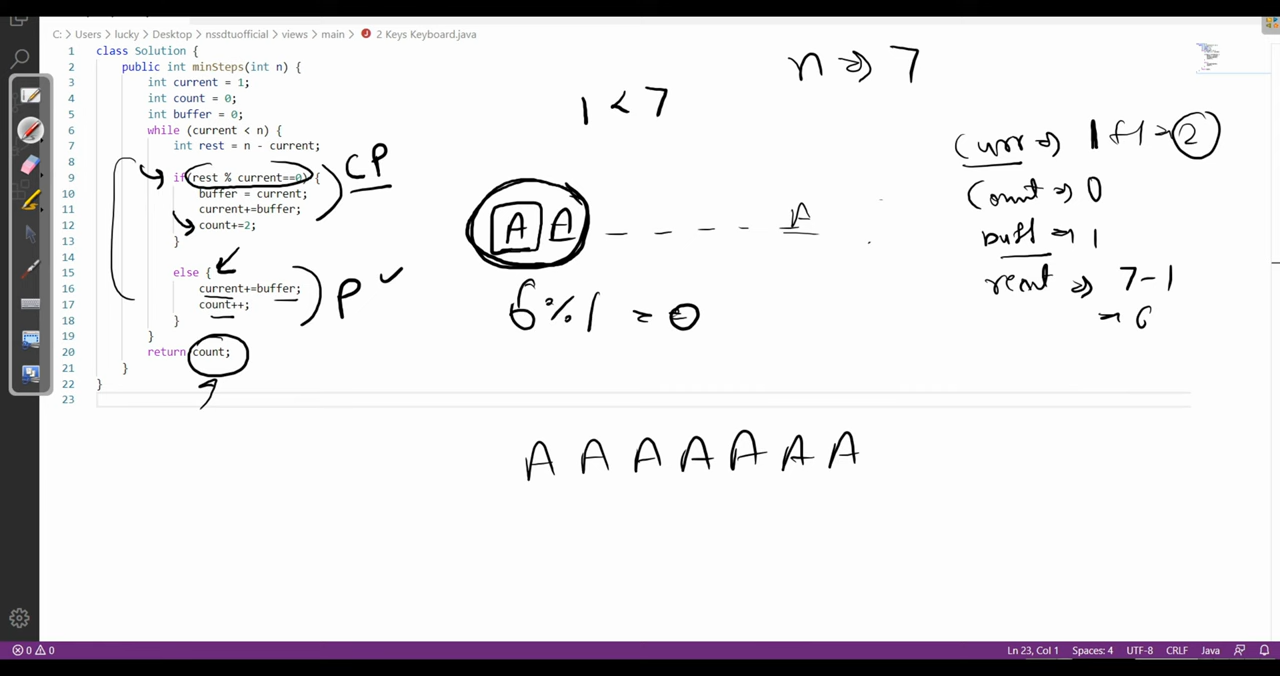 C: > Users > lucky > Desktop > nssdtuofficial > views > main > J 2 Keys Keyboard.java
1 class Solution {
2 public int minSteps(int n) {
3 int current = 1;
4 int count = 0;
5 int buffer = 0;
6 while (current < n) {
7 int rest = n - current;
8
9 if(rest % current==0) {
10 buffer = current;
11 current+=buffer;
12 count+=2;
13 }
14
15 else {
16 current+=buffer;
17 count++;
18 }
19 }
20 return count;
21 }
22 }
23
CP
P ✓
n => 7
1 < 7
A A _ _ _ _ A
6 % 1 = 0
curr => 1+1=2
count => 0
buff => 1
7-1
→ 6
A A A A A A A
0 0 Ln 23, Col 1 Spaces: 4 UTF-8 CRLF Java